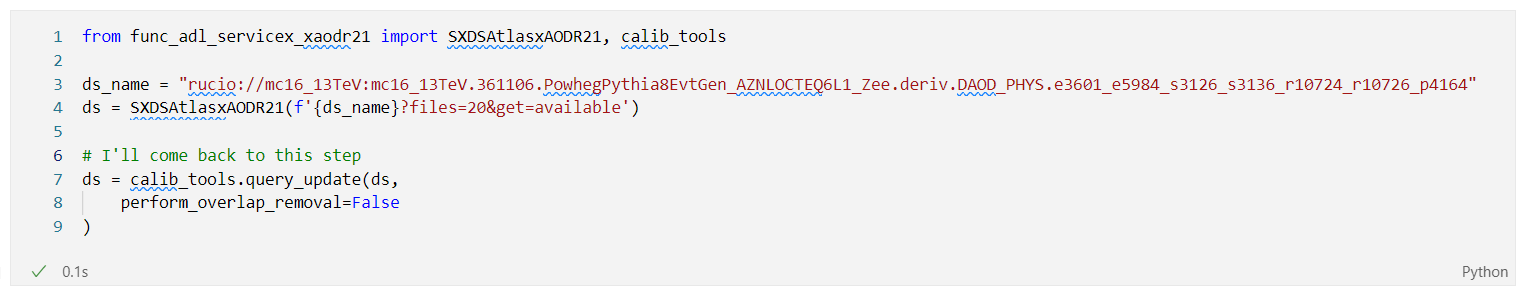 1 from func_adl_servicex_xaodr21 import SXDSAtlasxAODR21, calib_tools
2
3 ds_name = "rucio://mc16_13TeV:mc16_13TeV.361106.PowhegPythia8EvtGen_AZNLOCTEQ6L1_Zee.deriv.DAOD_PHYS.e3601_e5984_s3126_s3136_r10724_r10726_p4164"
4 ds = SXDSAtlasxAODR21(f'{ds_name}?files=20&get=available')
5
6 # I'll come back to this step
7 ds = calib_tools.query_update(ds,
8     perform_overlap_removal=False
9 )
0.1s Python